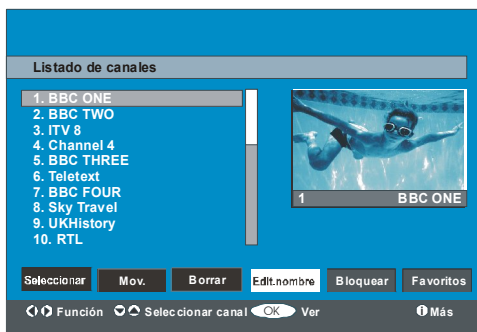 Listado de canales
1. BBC ONE
2. BBC TWO
3. ITV 8
4. Channel 4
5. BBC THREE
6. Teletext
7. BBC FOUR
8. Sky Travel
9. UKHistory
10. RTL
1 BBC ONE
Seleccionar Mov. Borrar Edit.nombre Bloquear Favoritos
Función Seleccionar canal OK Ver i Más